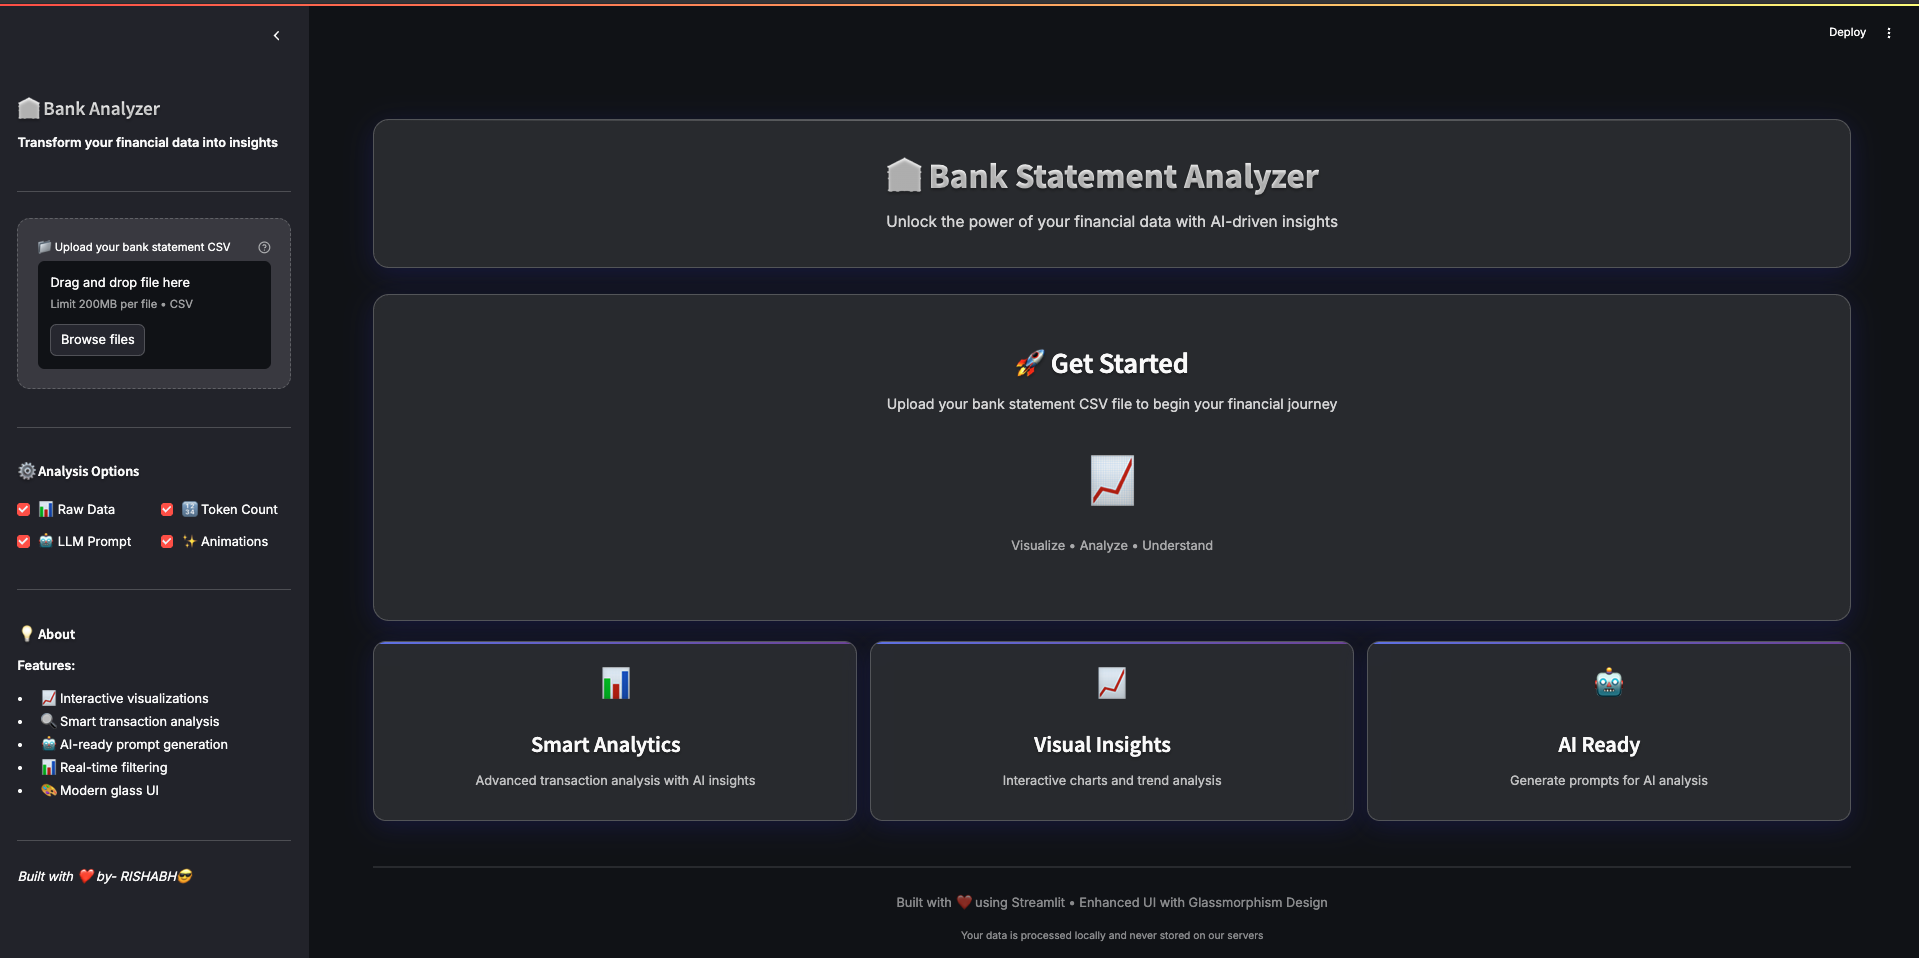 Deploy
🏛️ Bank Analyzer
Transform your financial data into insights
📁 Upload your bank statement CSV
Drag and drop file here
Limit 200MB per file • CSV
Browse files
⚙️ Analysis Options
📊 Raw Data
🔢 Token Count
🤖 LLM Prompt
✨ Animations
💡 About
Features:
• 📈 Interactive visualizations
• 🔍 Smart transaction analysis
• 🤖 AI-ready prompt generation
• 📊 Real-time filtering
• 🎨 Modern glass UI
Built with ❤️ by- RISHABH😎
🏛️ Bank Statement Analyzer
Unlock the power of your financial data with AI-driven insights
🚀 Get Started
Upload your bank statement CSV file to begin your financial journey
Visualize • Analyze • Understand
Smart Analytics
Advanced transaction analysis with AI insights
Visual Insights
Interactive charts and trend analysis
AI Ready
Generate prompts for AI analysis
Built with ❤️ using Streamlit • Enhanced UI with Glassmorphism Design
Your data is processed locally and never stored on our servers